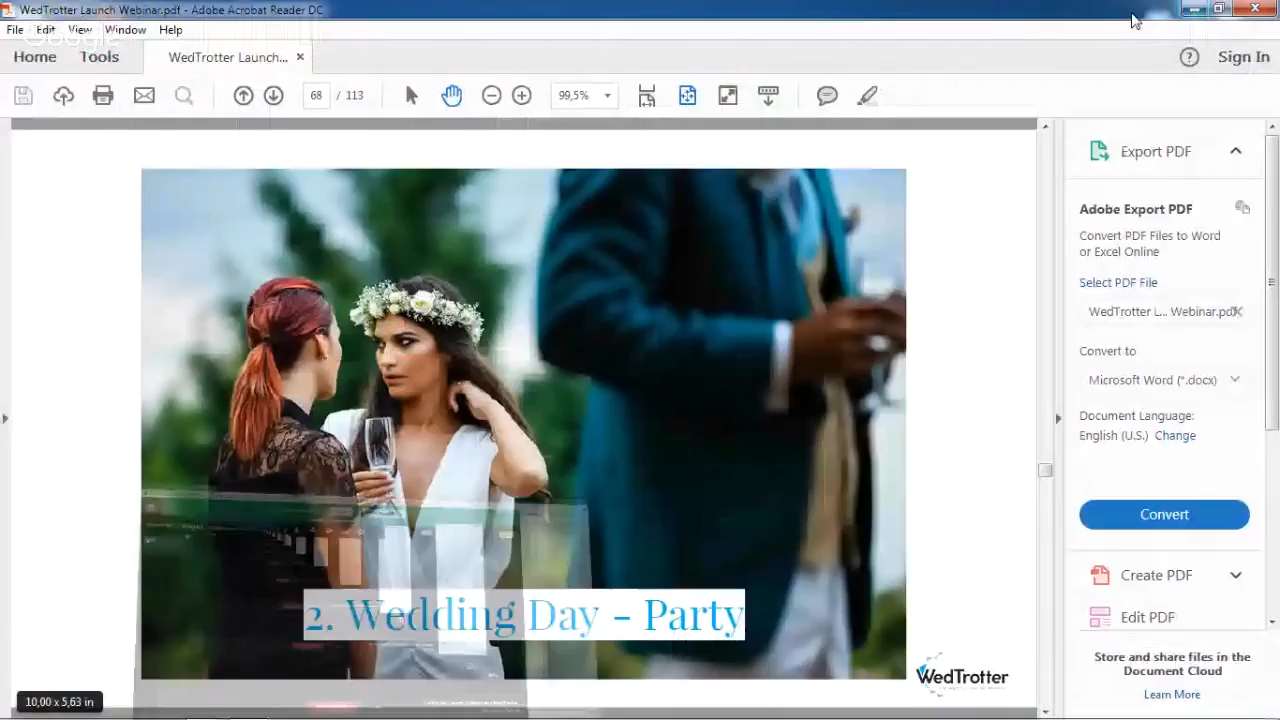 WedTrotter Launch Webinar.pdf - Adobe Acrobat Reader DC
File Edit View Window Help
Google
Home Tools WedTrotter Launch... ×
Sign In
68 / 113
99,5%
Export PDF
Adobe Export PDF
Convert PDF Files to Word
or Excel Online
Select PDF File
WedTrotter L... Webinar.pdf
Convert to
Microsoft Word (*.docx)
Document Language:
English (U.S.) Change
Convert
Create PDF
Edit PDF
Store and share files in the
Document Cloud
Learn More
2. Wedding Day - Party
WedTrotter
10,00 x 5,63 in